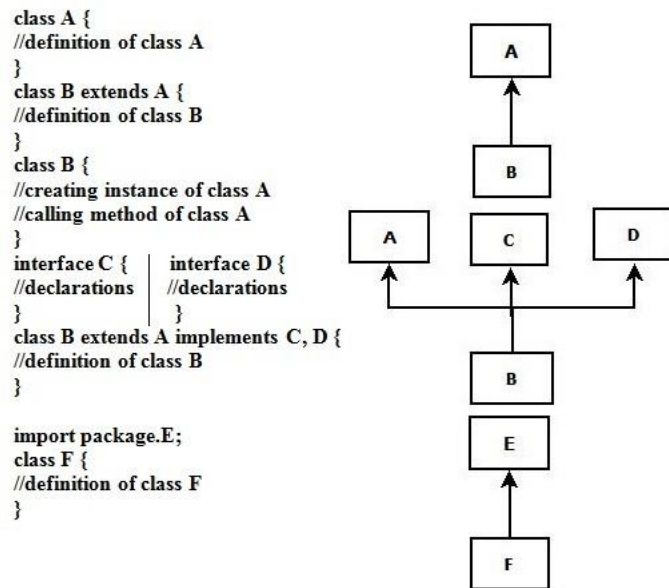 class A {
//definition of class A
}
class B extends A {
//definition of class B
}
class B {
//creating instance of class A
//calling method of class A
}
interface C { interface D {
//declarations //declarations
} }
class B extends A implements C, D {
//definition of class B
}
import package.E;
class F {
//definition of class F
}
A
B
A C D
B
E
F